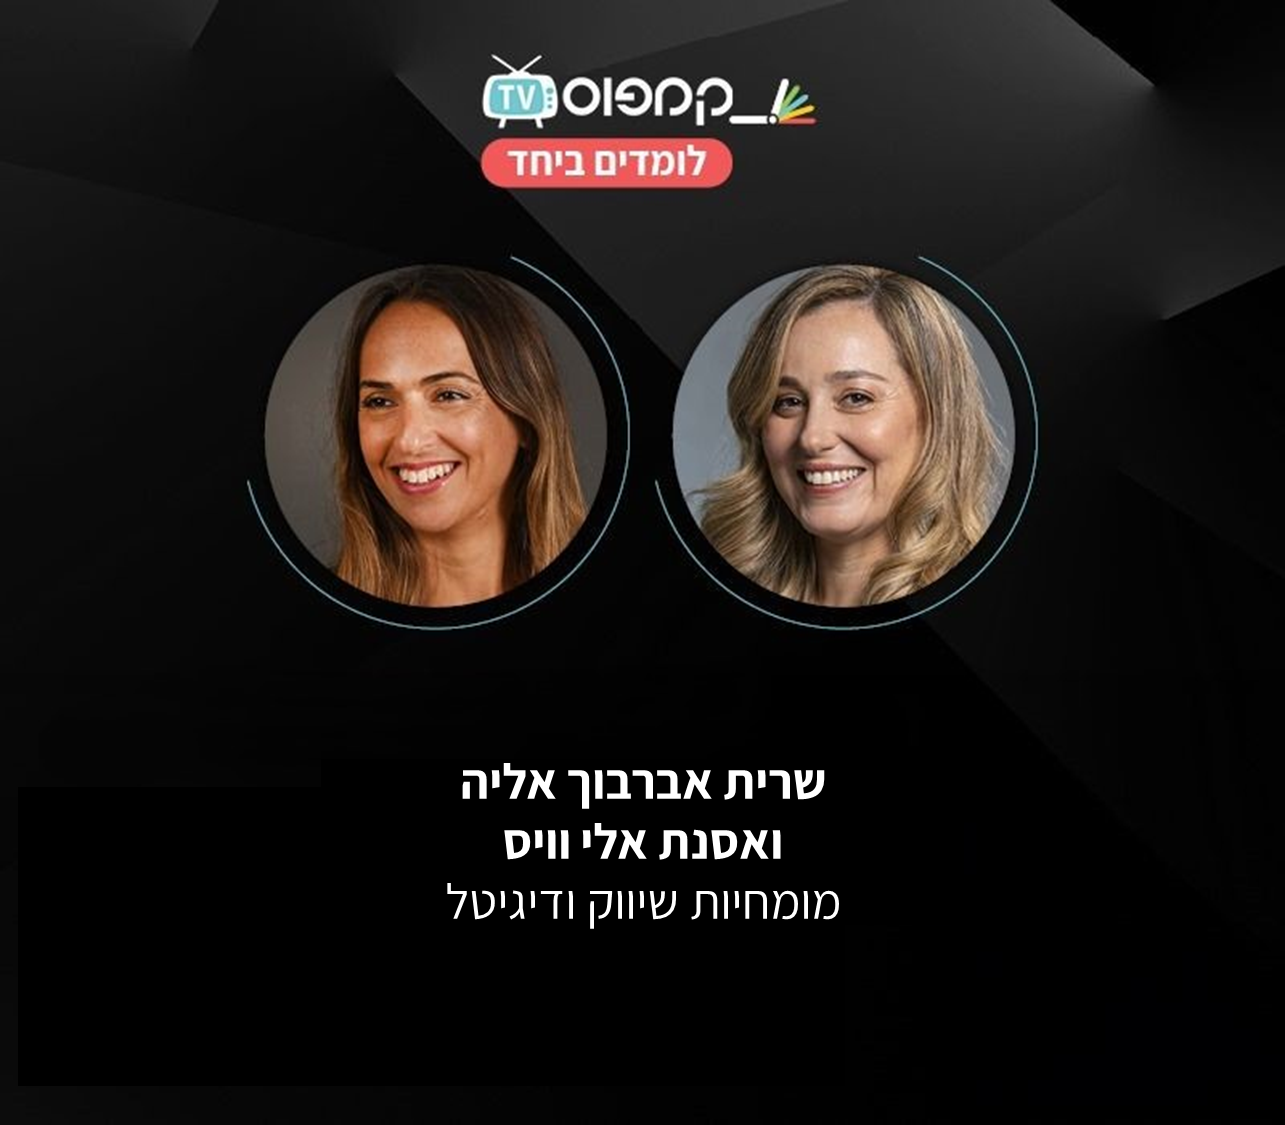 קמפוס TV
לומדים ביחד
שרית אברבוך אליה
ואסנת אלי וויס
מומחיות שיווק ודיגיטל